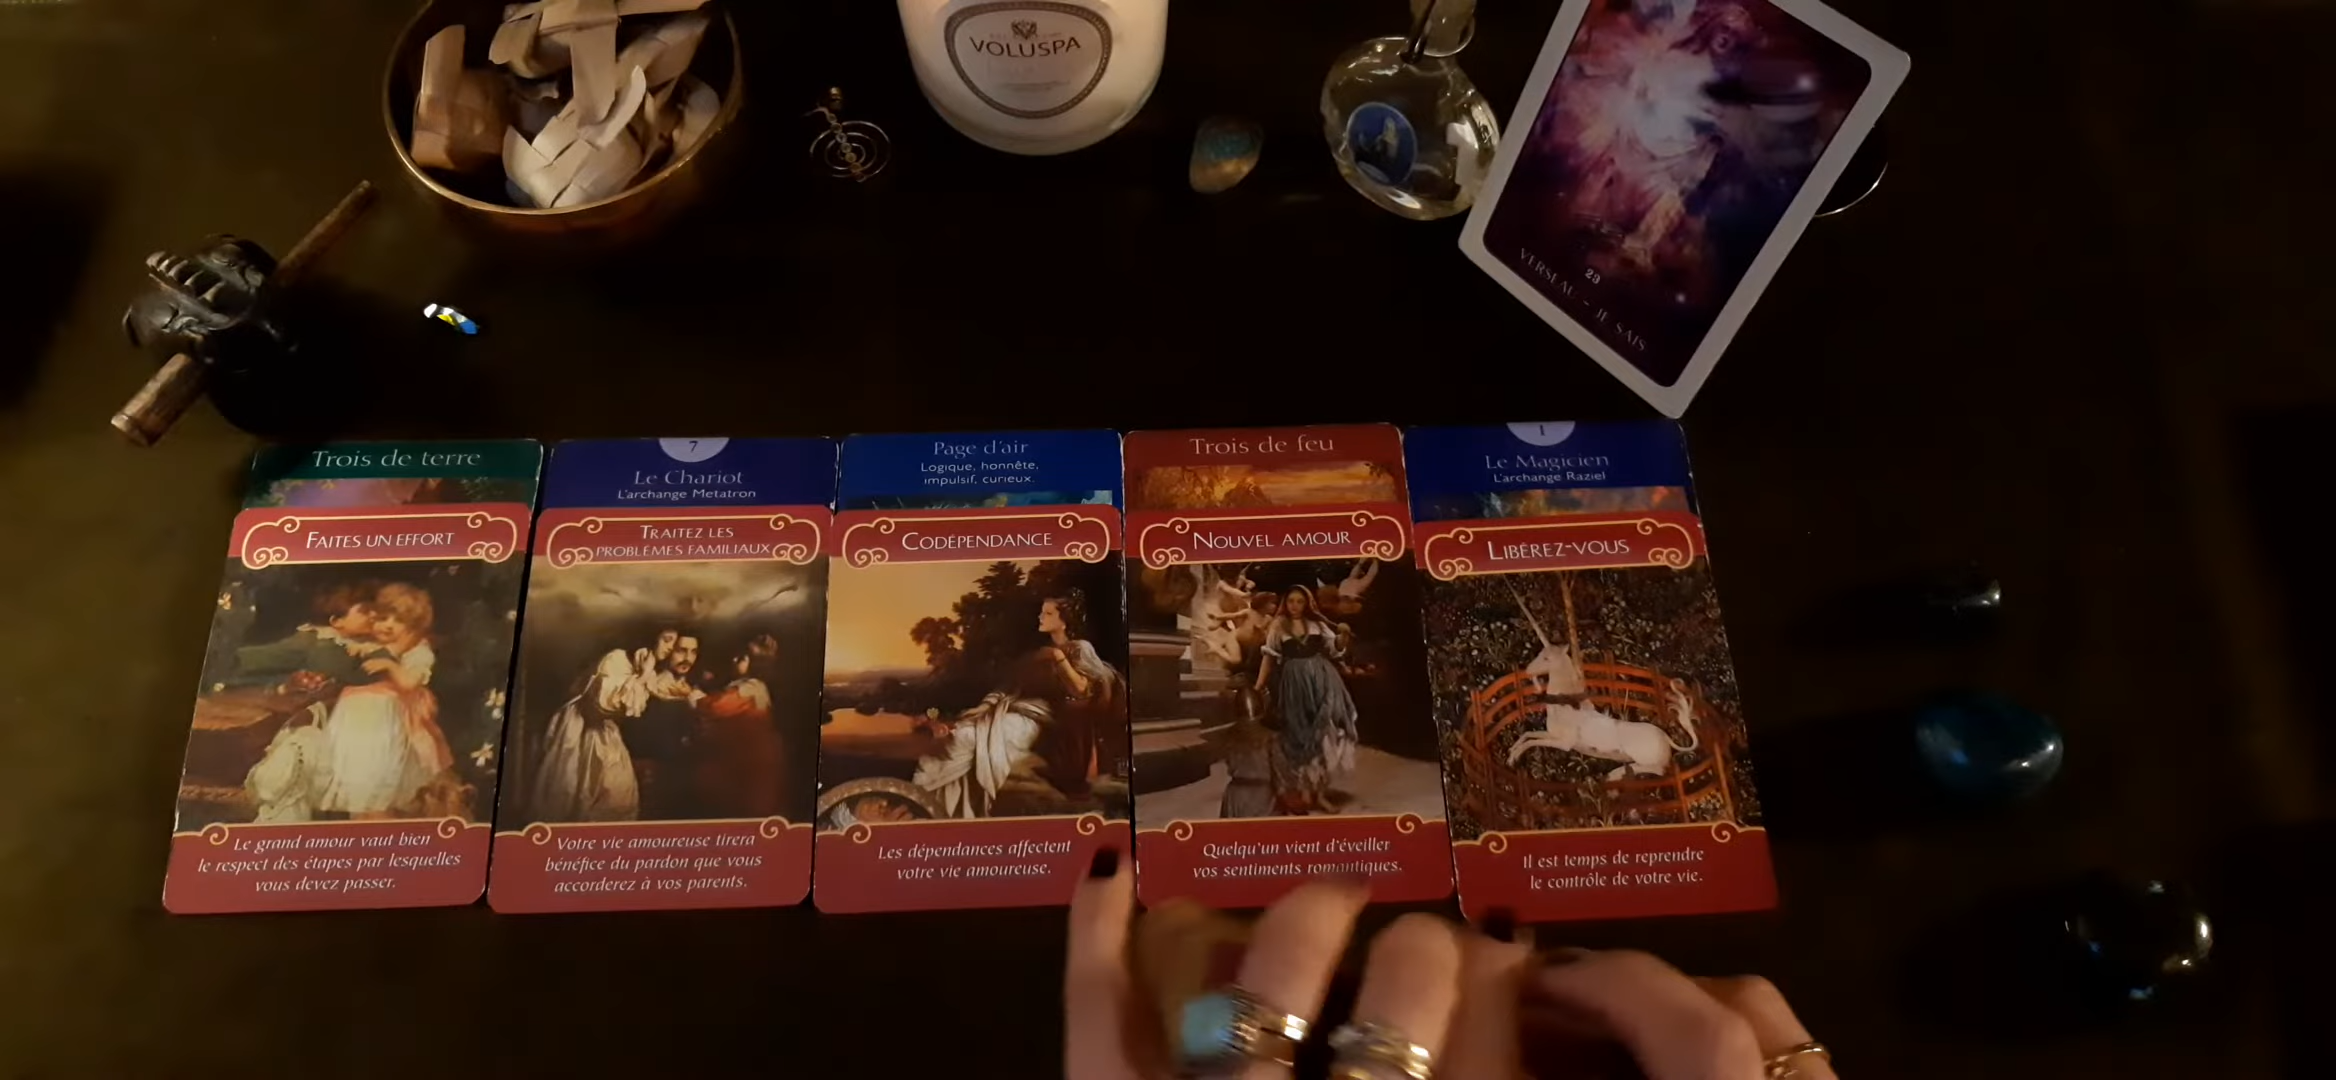 VOLUSPA
23
VERSEAU - JE SAIS
Trois de terre
7
Le Chariot
L'archange Metatron
Page d'air
Logique, honnête,
impulsif, curieux.
Trois de feu
1
Le Magicien
L'archange Raziel
FAITES UN EFFORT
TRAITEZ LES
PROBLÈMES FAMILIAUX
CODÉPENDANCE
NOUVEL AMOUR
LIBÉREZ-VOUS
Le grand amour vaut bien
le respect des étapes par lesquelles
vous devez passer.
Votre vie amoureuse tirera
bénéfice du pardon que vous
accorderez à vos parents.
Les dépendances affectent
votre vie amoureuse.
Quelqu'un vient d'éveiller
vos sentiments romantiques.
Il est temps de reprendre
le contrôle de votre vie.